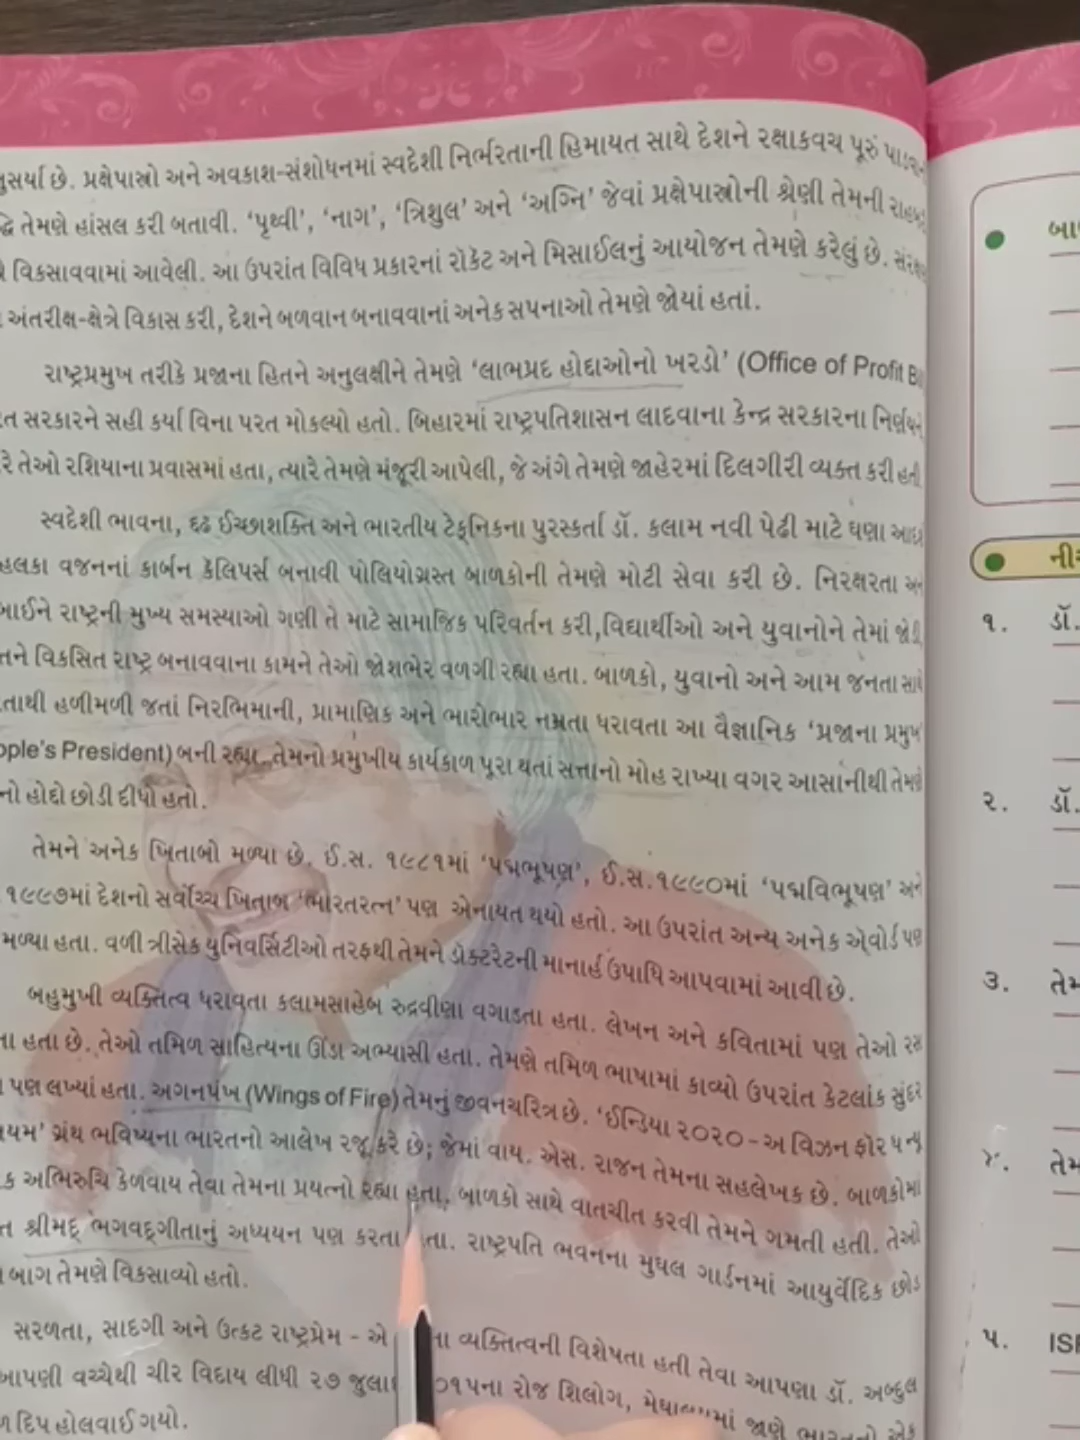 છે. પ્રક્ષેપાસ્ત્રો અને અવકાશ-સંશોધનમાં સ્વદેશી નિર્ભરતાની હિમાયત સાથે દેશને રક્ષાકવચ પૂરું
તેમણે હાંસલ કરી બતાવી. ‘પૃથ્વી’, ‘નાગ’, ‘ત્રિશુલ’ અને ‘અગ્નિ’ જેવાં પ્રક્ષેપાસ્ત્રોની શ્રેણી તેમની
વિકસાવવામાં આવેલી. આ ઉપરાંત વિવિધ પ્રકારનાં રૉકેટ અને મિસાઈલનું આયોજન તેમણે કરેલું છે.
અંતરીક્ષ-ક્ષેત્રે વિકાસ કરી, દેશને બળવાન બનાવવાનાં અનેક સપનાઓ તેમણે જોયાં હતાં.
રાષ્ટ્રપ્રમુખ તરીકે પ્રજાના હિતને અનુલક્ષીને તેમણે ‘લાભપ્રદ હોદ્દાઓનો ખરડો’ (Office of Profit
સરકારને સહી કર્યા વિના પરત મોકલ્યો હતો. બિહારમાં રાષ્ટ્રપતિશાસન લાદવાના કેન્દ્ર સરકારના
તેઓ રશિયાના પ્રવાસમાં હતા, ત્યારે તેમણે મંજૂરી આપેલી, જે અંગે તેમણે જાહેરમાં દિલગીરી વ્યક્ત કરી હતી
સ્વદેશી ભાવના, દૃઢ ઈચ્છાશક્તિ અને ભારતીય ટેક્નિકના પુરસ્કર્તા ડૉ. કલામ નવી પેઢી માટે ઘણા
હલકા વજનનાં કાર્બન કૅલિપર્સ બનાવી પોલિયોગ્રસ્ત બાળકોની તેમણે મોટી સેવા કરી છે. નિરક્ષરતા
રાષ્ટ્રની મુખ્ય સમસ્યાઓ ગણી તે માટે સામાજિક પરિવર્તન કરી,વિદ્યાર્થીઓ અને યુવાનોને તેમાં જોડી
વિકસિત રાષ્ટ્ર બનાવવાના કામને તેઓ જોશભેર વળગી રહ્યા હતા. બાળકો, યુવાનો અને આમ જનતા સાથે
હળીમળી જતાં નિરભિમાની, પ્રામાણિક અને ભારોભાર નમ્રતા ધરાવતા આ વૈજ્ઞાનિક ‘પ્રજાના પ્રમુખ’
President) બની રહ્યા. તેમનો પ્રમુખીય કાર્યકાળ પૂરા થતાં સત્તાનો મોહ રાખ્યા વગર આસાનીથી તેમણે
હોદ્દો છોડી દીધો હતો.
તેમને અનેક ખિતાબો મળ્યા છે. ઈ.સ. ૧૯૮૧માં ‘પદ્મભૂષણ’, ઈ.સ.૧૯૯૦માં ‘પદ્મવિભૂષણ’ અને
૧૯૯૭માં દેશનો સર્વોચ્ચ ખિતાબ ‘ભારતરત્ન’ પણ એનાયત થયો હતો. આ ઉપરાંત અન્ય અનેક ઍવોર્ડ પણ
મળ્યા હતા. વળી ત્રીસેક યુનિવર્સિટીઓ તરફથી તેમને ડૉક્ટરેટની માનાર્હ ઉપાધિ આપવામાં આવી છે.
બહુમુખી વ્યક્તિત્વ ધરાવતા કલામસાહેબ રુદ્રવીણા વગાડતા હતા. લેખન અને કવિતામાં પણ તેઓ રસ
હતા છે. તેઓ તમિળ સાહિત્યના ઊંડા અભ્યાસી હતા. તેમણે તમિળ ભાષામાં કાવ્યો ઉપરાંત કેટલાંક સુંદર
પણ લખ્યાં હતા. અગનપંખ (Wings of Fire) તેમનું જીવનચરિત્ર છે. ‘ઈન્ડિયા ૨૦૨૦-અ વિઝન ફૉર ધ ન્યૂ
ગ્રંથ ભવિષ્યના ભારતનો આલેખ રજૂ કરે છે; જેમાં વાય. એસ. રાજન તેમના સહલેખક છે. બાળકોમાં
અભિરુચિ કેળવાય તેવા તેમના પ્રયત્નો રહ્યા હતા. બાળકો સાથે વાતચીત કરવી તેમને ગમતી હતી. તેઓ
શ્રીમદ્ ભગવદ્ગીતાનું અધ્યયન પણ કરતા રાષ્ટ્રપતિ ભવનના મુઘલ ગાર્ડનમાં આયુર્વેદિક છોડ
બાગ તેમણે વિકસાવ્યો હતો.
સરળતા, સાદગી અને ઉત્કટ રાષ્ટ્રપ્રેમ - એ વ્યક્તિત્વની વિશેષતા હતી તેવા આપણા ડૉ. અબ્દુલ
આપણી વચ્ચેથી ચીર વિદાય લીધી ૨૭ રોજ શિલોંગ,
દિપ હોલવાઈ ગયો.
૧. ડૉ.
૨. ડૉ.
૩.
૪.
૫.